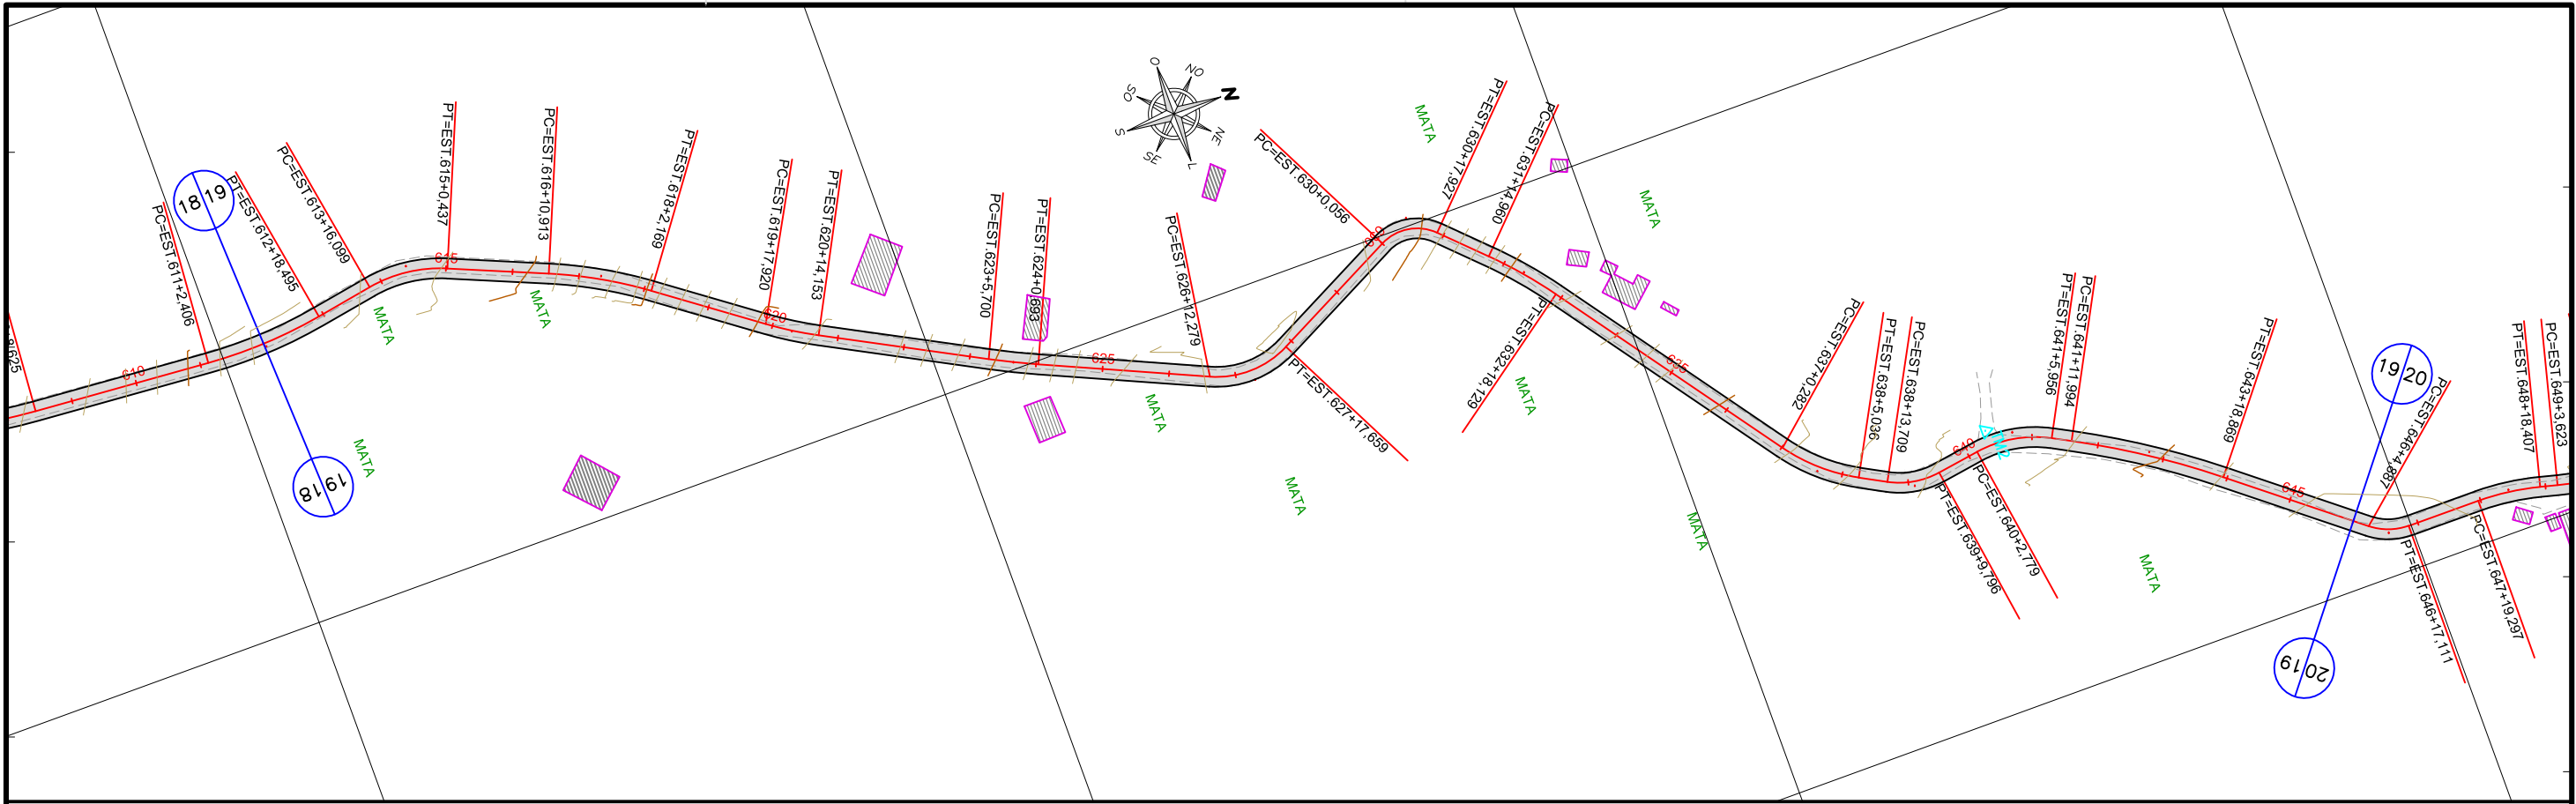 8,625
610
PC=EST.611+2,406
18 19
19 18
PT=EST.612+18,495
PC=EST.613+16,099
MATA
MATA
PT=EST.615+0,437
615
PC=EST.616+10,913
MATA
PT=EST.618+2,169
PC=EST.619+17,920
620
PT=EST.620+14,153
PC=EST.623+5,700
PT=EST.624+0,693
625
MATA
PC=EST.626+12,279
O
NO
N
NE
L
SE
S
SO
PT=EST.627+17,659
MATA
PC=EST.630+0,056
630
MATA
PT=EST.630+17,927
PC=EST.631+14,960
PT=EST.632+18,129
MATA
MATA
635
MATA
PC=EST.637+0,282
PT=EST.638+5,036
PC=EST.638+13,709
PT=EST.639+9,796
640
PC=EST.640+2,779
PT=EST.641+5,956
PC=EST.641+11,994
MATA
PT=EST.643+18,869
645
19 20
20 19
PC=EST.646+4,887
PT=EST.646+17,111
PC=EST.647+19,297
PT=EST.648+18,407
PC=EST.649+3,623